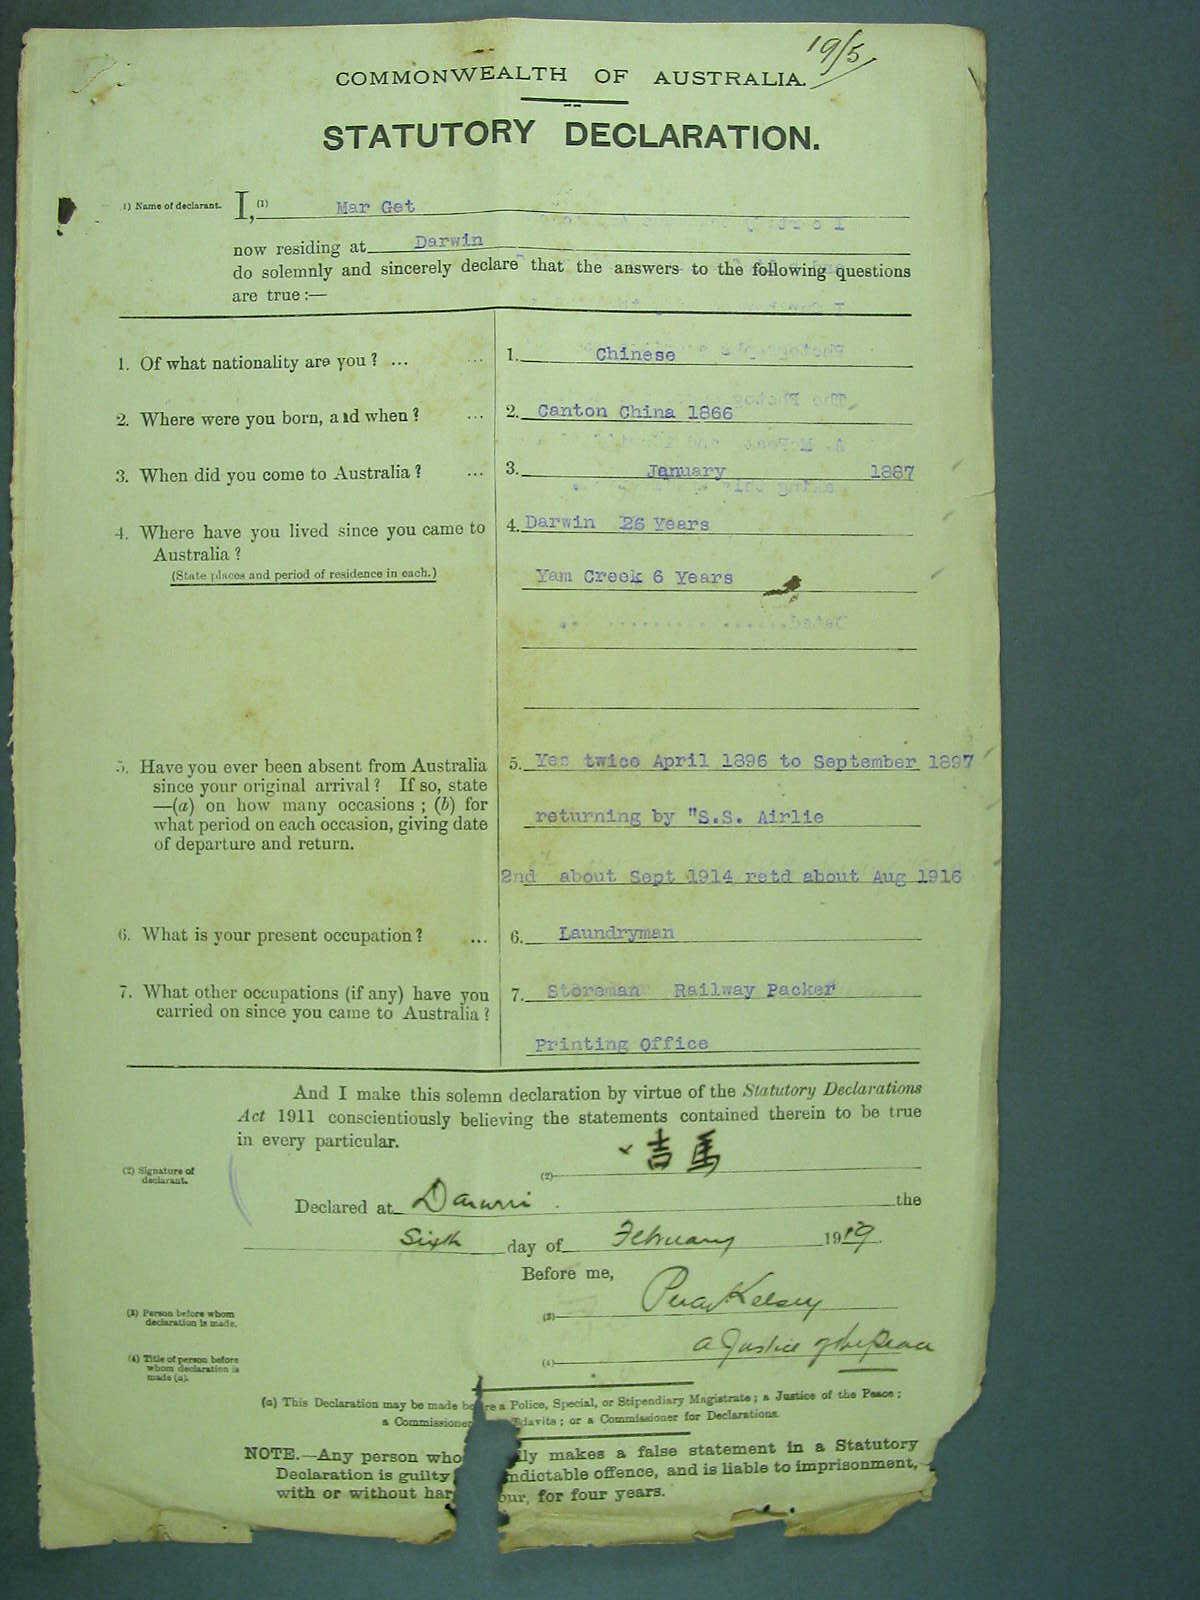 19/5
COMMONWEALTH OF AUSTRALIA.
STATUTORY DECLARATION.
1) Name of declarant. I, (1) Mar Get
now residing at Darwin
do solemnly and sincerely declare that the answers to the following questions
are true:—
1. Of what nationality are you? ... ... 1. Chinese
2. Where were you born, and when? ... 2. Canton China 1866
3. When did you come to Australia? ... 3. January 1887
4. Where have you lived since you came to 4. Darwin 26 Years
Australia?
(State places and period of residence in each.) Yam Creek 6 Years
5. Have you ever been absent from Australia 5. Yes twice April 1896 to September 1897
since your original arrival? If so, state
—(a) on how many occasions; (b) for returning by "S.S. Airlie
what period on each occasion, giving date
of departure and return.
2nd about Sept 1914 retd about Aug 1916
6. What is your present occupation? ... 6. Laundryman
7. What other occupations (if any) have you 7. Storeman Railway Packer
carried on since you came to Australia?
Printing Office
And I make this solemn declaration by virtue of the Statutory Declarations
Act 1911 conscientiously believing the statements contained therein to be true
in every particular.
(2) Signature of
declarant.
(2) 吉馬
Declared at Darwin the
Sixth day of February 1919.
Before me,
(3) Person before whom
declaration is made.
(3) Percy Kelsey
(4) Title of person before
whom declaration is
made (a).
(4) a Justice of the Peace
(a) This Declaration may be made be re a Police, Special, or Stipendiary Magistrate; a Justice of the Peace;
a Commissioner davits; or a Commissioner for Declarations.
NOTE.—Any person who lly makes a false statement in a Statutory
Declaration is guilty indictable offence, and is liable to imprisonment,
with or without har our, for four years.